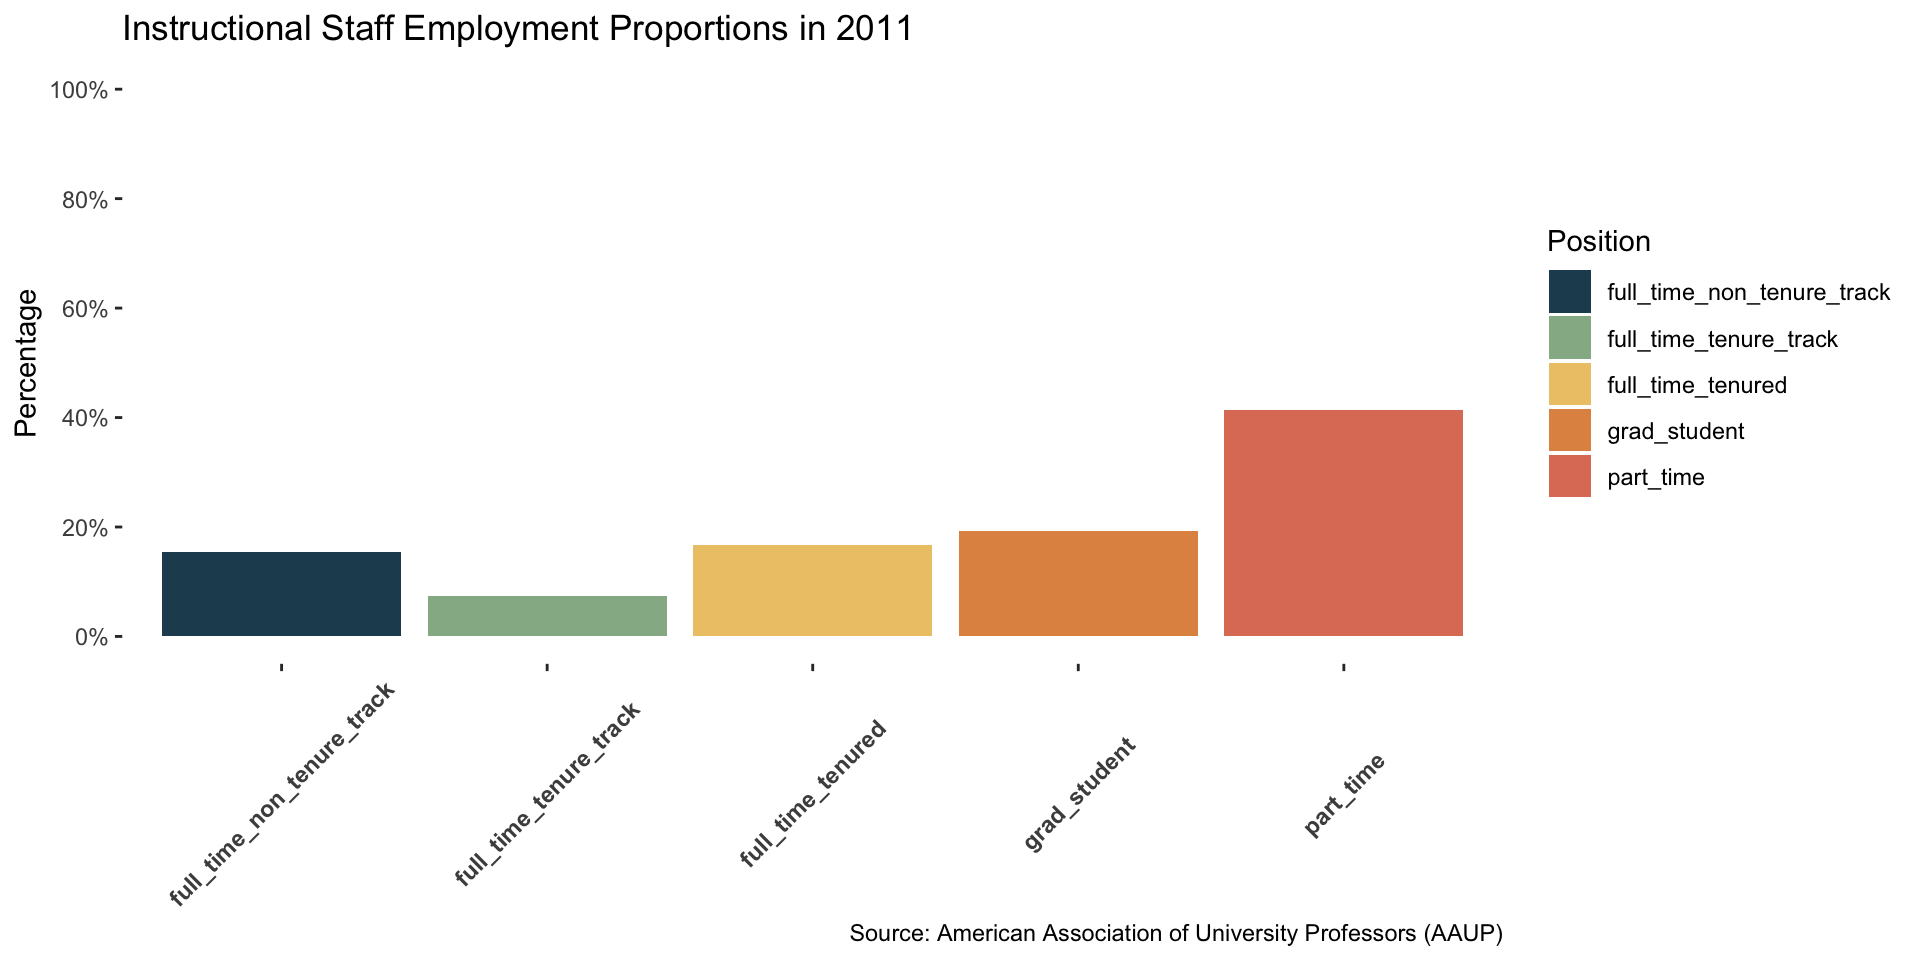 Instructional Staff Employment Proportions in 2011
Percentage
100%
80%
60%
40%
20%
0%
full_time_non_tenure_track
full_time_tenure_track
full_time_tenured
grad_student
part_time
Position
full_time_non_tenure_track
full_time_tenure_track
full_time_tenured
grad_student
part_time
Source: American Association of University Professors (AAUP)